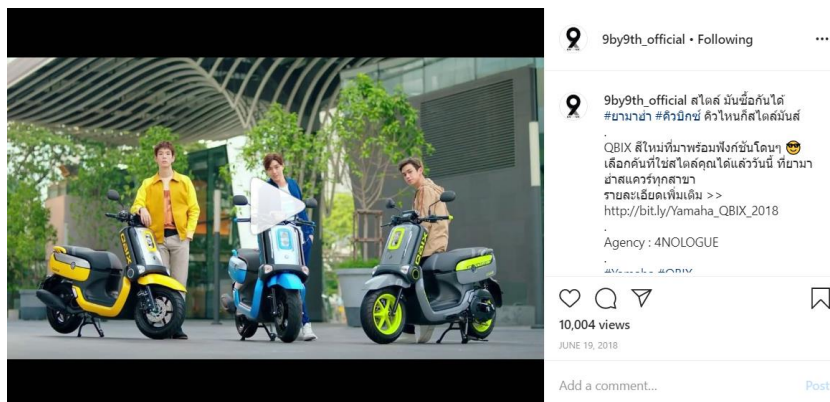 9by9th_official • Following
9by9th_official สไตล์ มันซื้อกันได้
#ยามาฮ่า #คิวบิกซ์ คิวไหนก็สไตล์มันส์
.
QBIX สีใหม่ที่มาพร้อมฟังก์ชันโดนๆ 😎
เลือกคันที่ใช่สไตล์คุณได้แล้ววันนี้ ที่ยามา
ฮ่าสแควร์ทุกสาขา
รายละเอียดเพิ่มเติม >>
http://bit.ly/Yamaha_QBIX_2018
.
Agency : 4NOLOGUE
.
#Yamaha #QBIX
10,004 views
JUNE 19, 2018
Add a comment...
Post
QBIX
QBIX